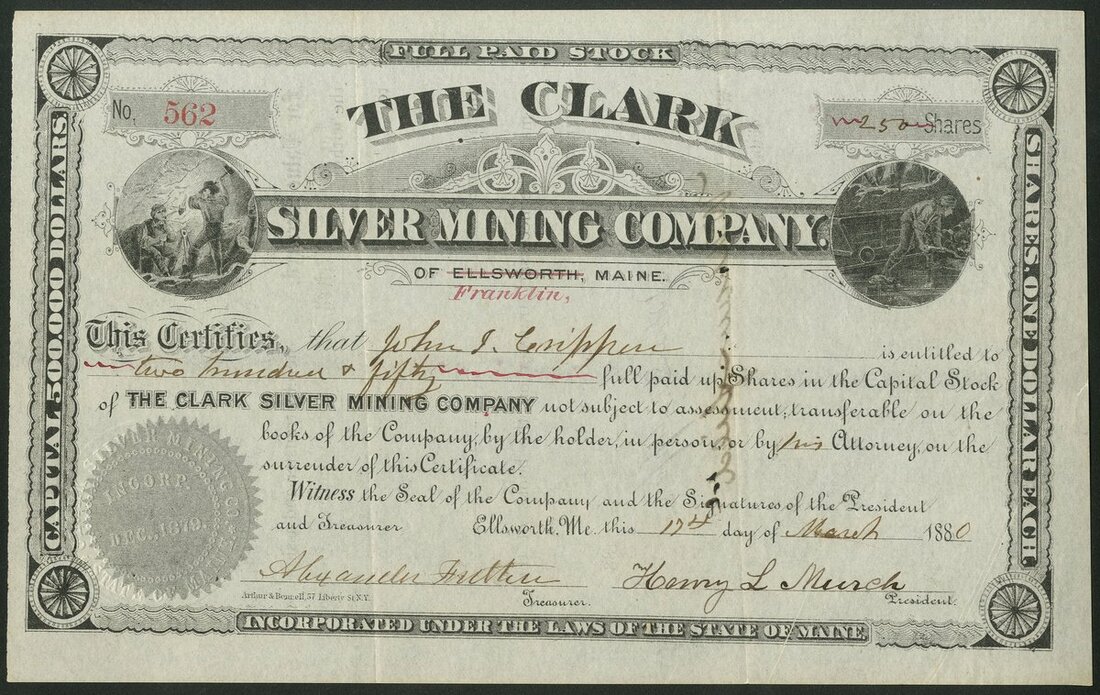 FULL PAID STOCK
No. 562
THE CLARK
250 Shares
SILVER MINING COMPANY.
OF ELLSWORTH, MAINE.
Franklin,
CAPITAL 500,000 DOLLARS
SHARES, ONE DOLLAR EACH.
This Certifies, that John I. Crippen is entitled to
two hundred & fifty full paid up Shares in the Capital Stock
of THE CLARK SILVER MINING COMPANY not subject to assessment; transferable on the
books of the Company, by the holder, in person, or by his Attorney, on the
surrender of this Certificate.
Witness the Seal of the Company and the Signatures of the President
and Treasurer Ellsworth, Me. this 17th day of March 1880
SILVER MINING CO.
INCORP.
DEC. 1879.
Alexander Henry L Murch
Arthur & Bonnell, 57 Liberty St. N.Y. Treasurer. President.
INCORPORATED UNDER THE LAWS OF THE STATE OF MAINE.